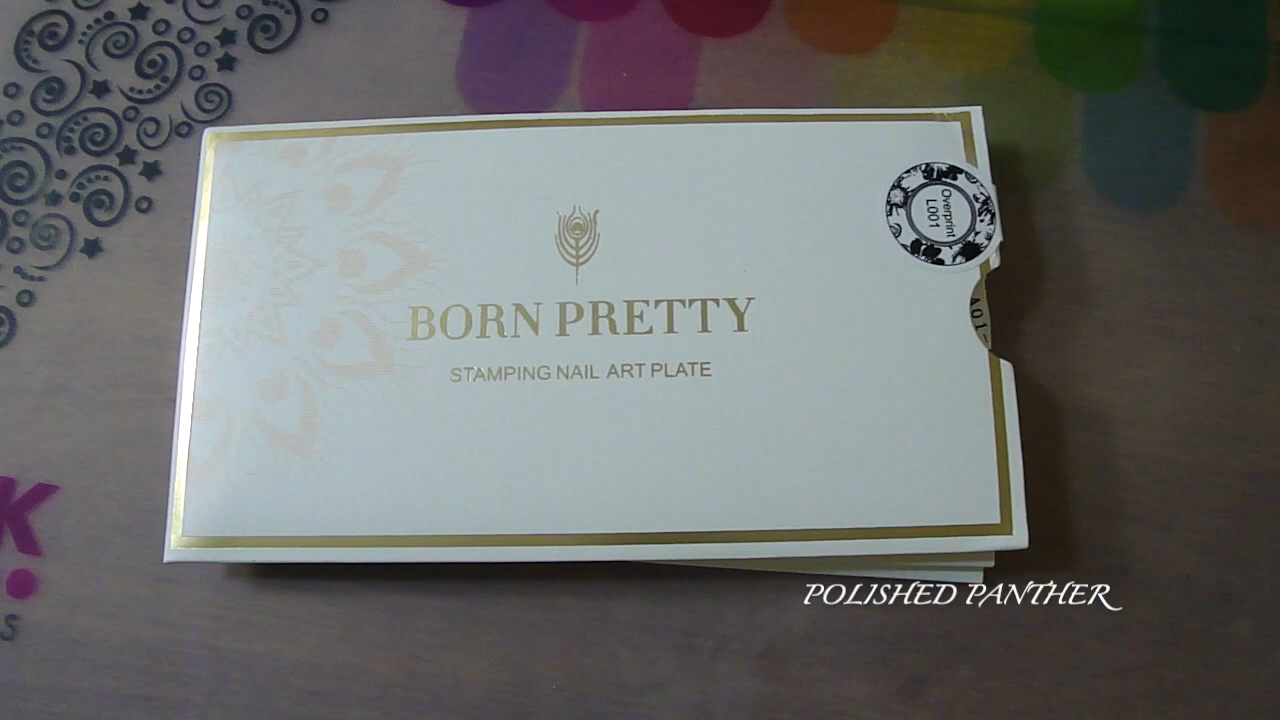 BORN PRETTY
STAMPING NAIL ART PLATE
Overprint
L001
K
S
POLISHED PANTHER